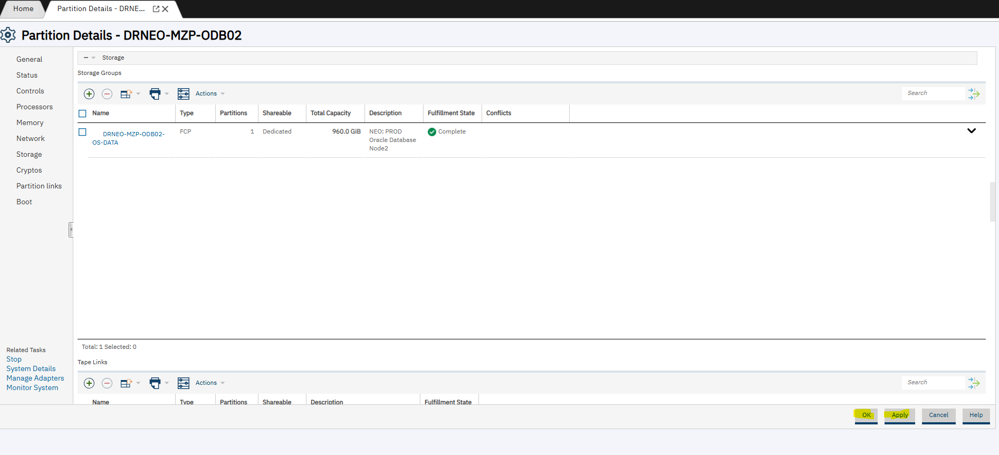 Home
Partition Details - DRNE...
Partition Details - DRNEO-MZP-ODB02
General
Status
Controls
Processors
Memory
Network
Storage
Cryptos
Partition links
Boot
Related Tasks
Stop
System Details
Manage Adapters
Monitor System
Storage
Storage Groups
Actions
Search
Name Type Partitions Shareable Total Capacity Description Fulfillment State Conflicts
DRNEO-MZP-ODB02-
OS-DATA
FCP 1 Dedicated 960.0 GiB
NEO: PROD
Oracle Database
Node2
Complete
Total: 1 Selected: 0
Tape Links
Actions
Search
Name Type Partitions Shareable Description Fulfillment State
OK Apply Cancel Help